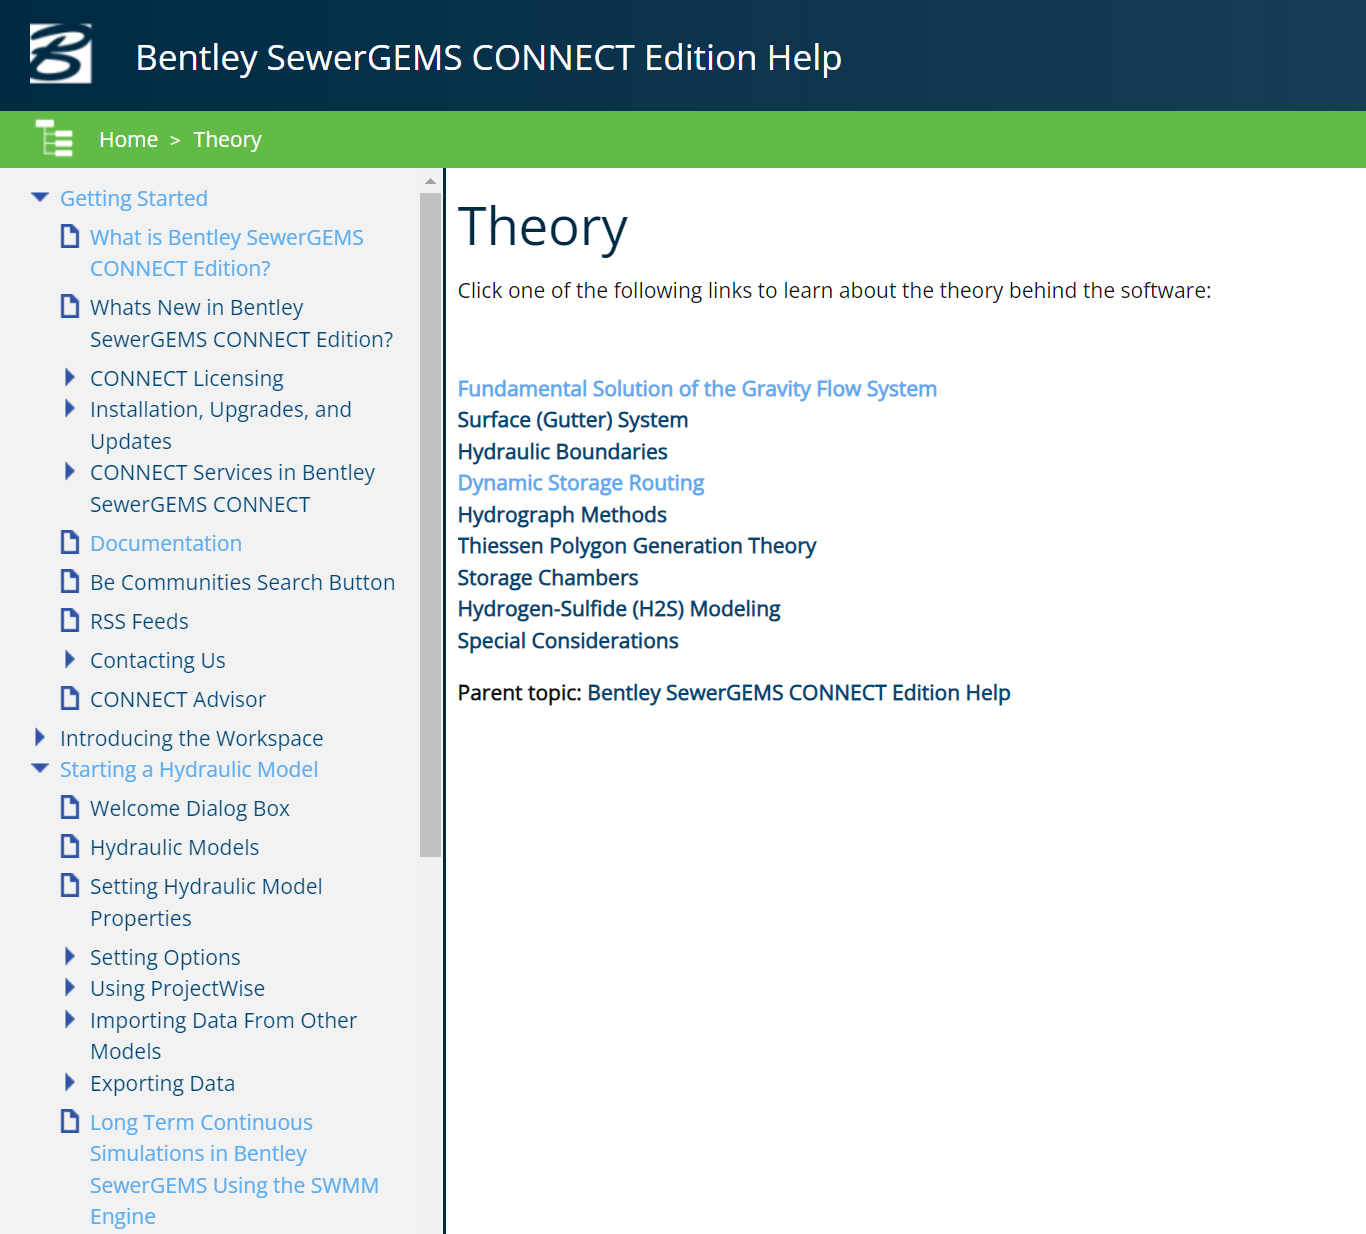 Bentley SewerGEMS CONNECT Edition Help
Home > Theory
Getting Started
What is Bentley SewerGEMS
CONNECT Edition?
Whats New in Bentley
SewerGEMS CONNECT Edition?
CONNECT Licensing
Installation, Upgrades, and
Updates
CONNECT Services in Bentley
SewerGEMS CONNECT
Documentation
Be Communities Search Button
RSS Feeds
Contacting Us
CONNECT Advisor
Introducing the Workspace
Starting a Hydraulic Model
Welcome Dialog Box
Hydraulic Models
Setting Hydraulic Model
Properties
Setting Options
Using ProjectWise
Importing Data From Other
Models
Exporting Data
Long Term Continuous
Simulations in Bentley
SewerGEMS Using the SWMM
Engine
Theory
Click one of the following links to learn about the theory behind the software:
Fundamental Solution of the Gravity Flow System
Surface (Gutter) System
Hydraulic Boundaries
Dynamic Storage Routing
Hydrograph Methods
Thiessen Polygon Generation Theory
Storage Chambers
Hydrogen-Sulfide (H2S) Modeling
Special Considerations
Parent topic: Bentley SewerGEMS CONNECT Edition Help